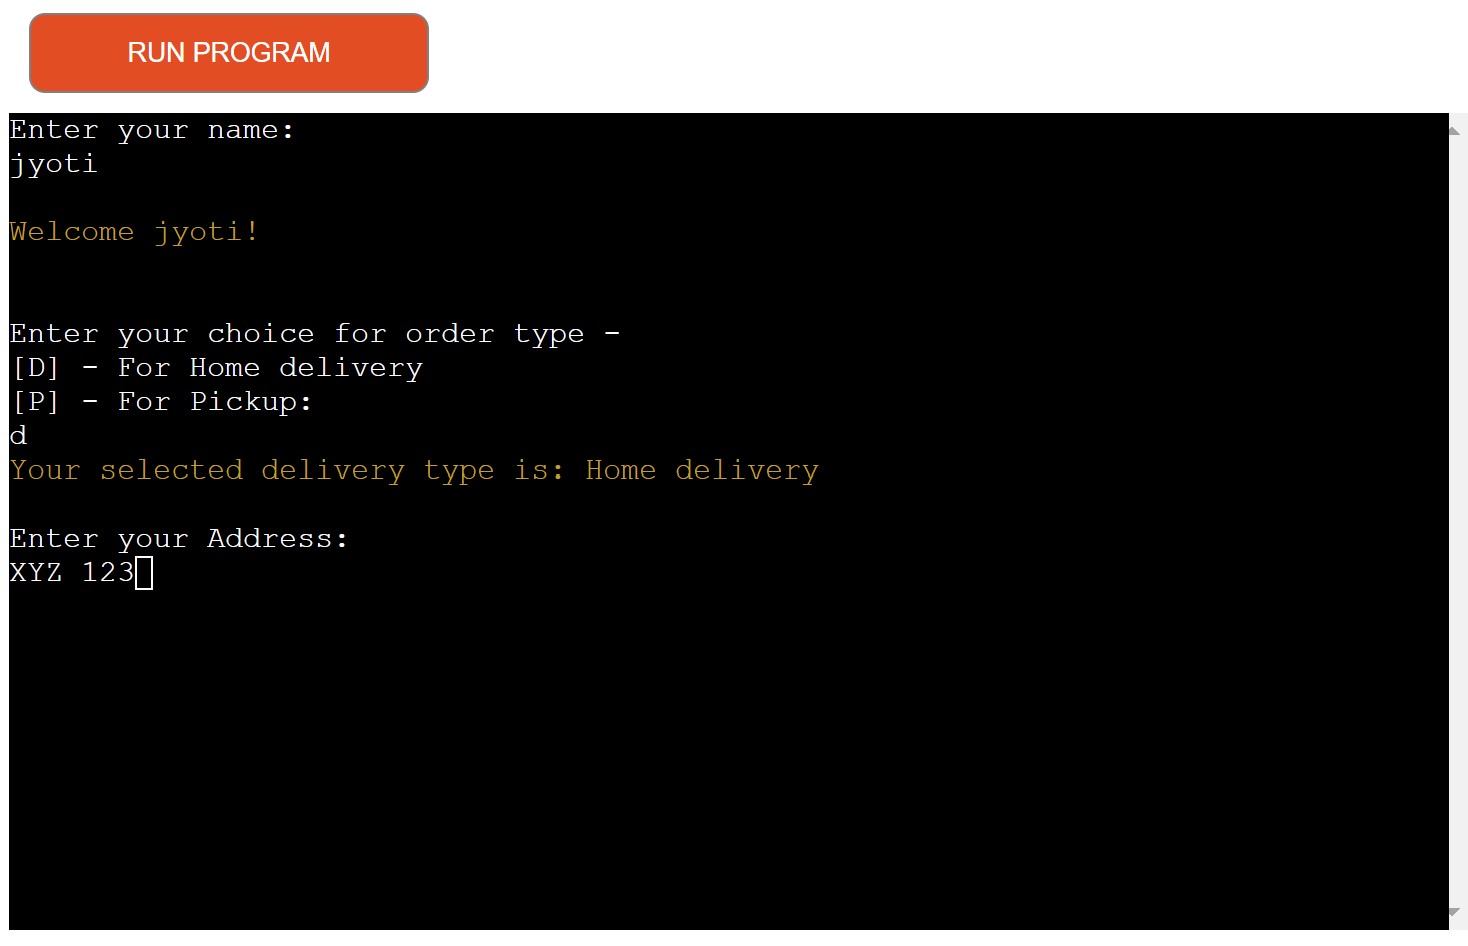 RUN PROGRAM
Enter your name:
jyoti
Welcome jyoti!
Enter your choice for order type -
[D] - For Home delivery
[P] - For Pickup:
d
Your selected delivery type is: Home delivery
Enter your Address:
XYZ 123